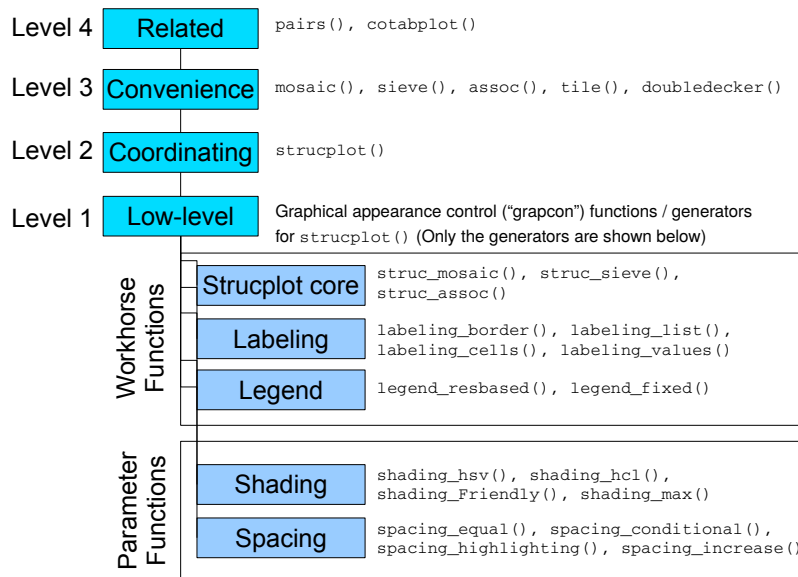 Level 4 Related pairs(), cotabplot()
Level 3 Convenience mosaic(), sieve(), assoc(), tile(), doubledecker()
Level 2 Coordinating strucplot()
Level 1 Low-level Graphical appearance control (“grapcon”) functions / generators
for strucplot() (Only the generators are shown below)
Workhorse
Functions
Strucplot core struc_mosaic(), struc_sieve(),
struc_assoc()
Labeling labeling_border(), labeling_list(),
labeling_cells(), labeling_values()
Legend legend_resbased(), legend_fixed()
Parameter
Functions
Shading shading_hsv(), shading_hcl(),
shading_Friendly(), shading_max()
Spacing spacing_equal(), spacing_conditional(),
spacing_highlighting(), spacing_increase()